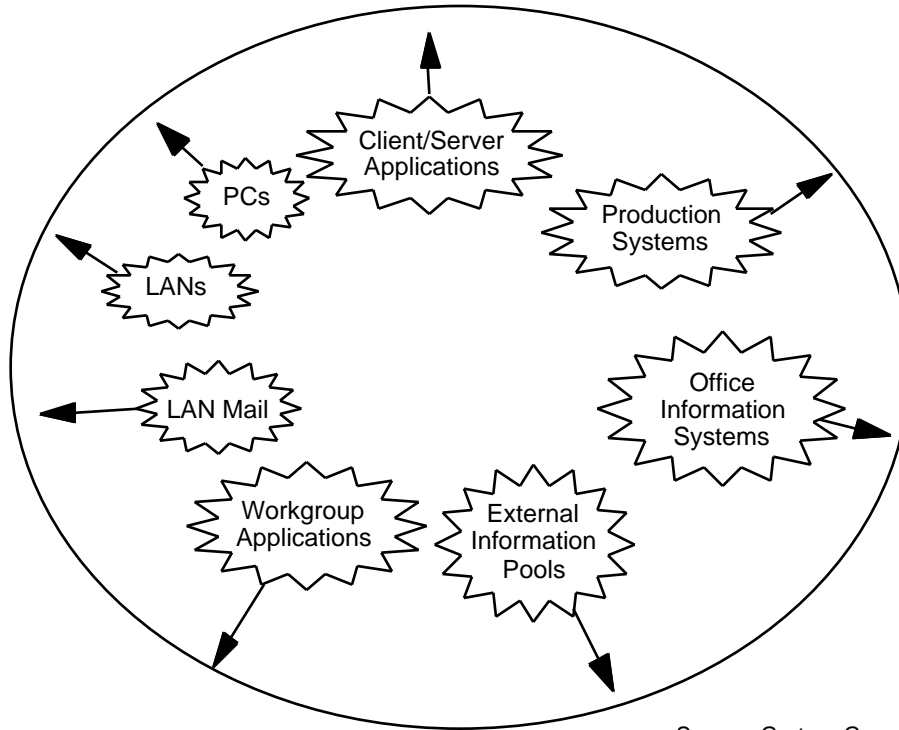 Client/Server
Applications
PCs
Production
Systems
LANs
Office
Information
Systems
LAN Mail
Workgroup
Applications
External
Information
Pools